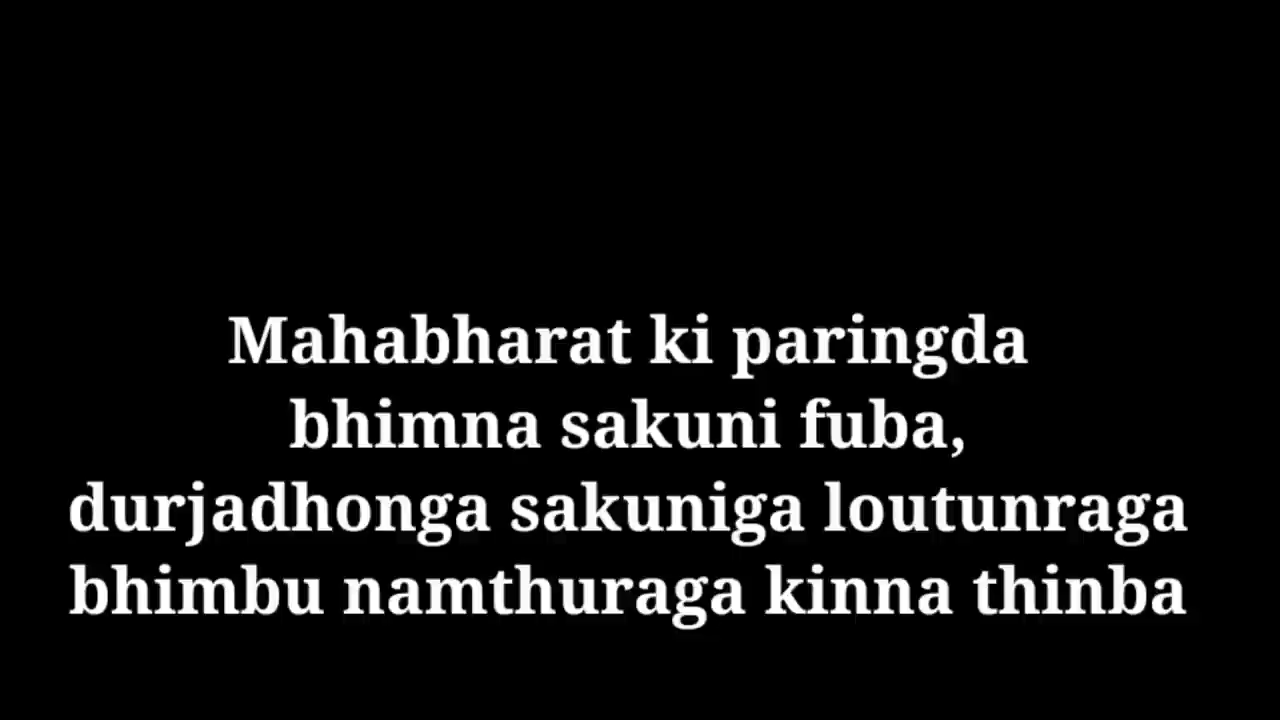 Mahabharat ki paringda
bhimna sakuni fuba,
durjadhonga sakuniga loutunraga
bhimbu namthuraga kinna thinba